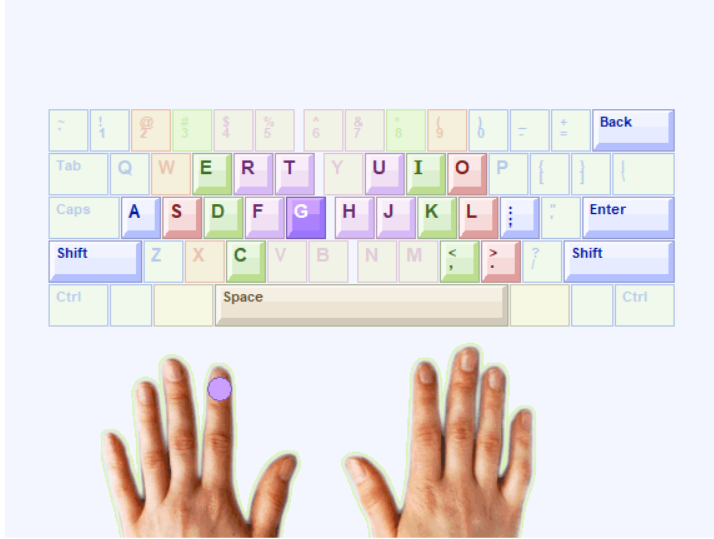 ~ ! @ # $ % ^ & * ( ) _ + Back
` 1 2 3 4 5 6 7 8 9 0 - =
Tab Q W E R T Y U I O P { } |
[ ] \
Caps A S D F G H J K L : " Enter
; '
Shift Z X C V B N M < > ? Shift
, . /
Ctrl Space Ctrl